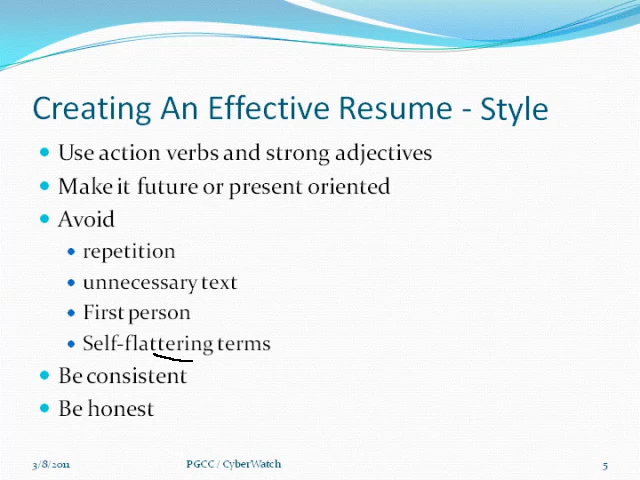 Creating An Effective Resume - Style
Use action verbs and strong adjectives
Make it future or present oriented
Avoid
repetition
unnecessary text
First person
Self-flattering terms
Be consistent
Be honest
3/8/2011 PGCC / CyberWatch 5